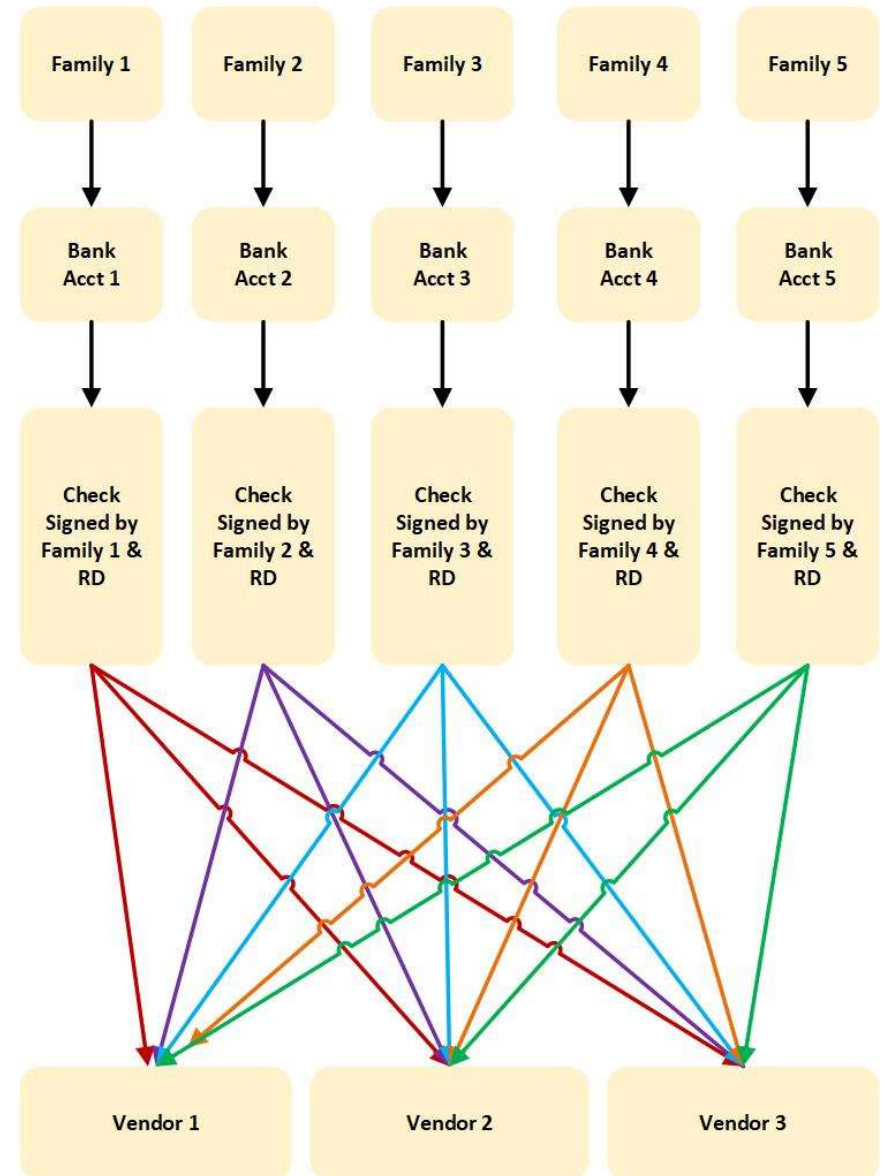 Family 1
Family 2
Family 3
Family 4
Family 5
Bank
Acct 1
Bank
Acct 2
Bank
Acct 3
Bank
Acct 4
Bank
Acct 5
Check
Signed by
Family 1 &
RD
Check
Signed by
Family 2 &
RD
Check
Signed by
Family 3 &
RD
Check
Signed by
Family 4 &
RD
Check
Signed by
Family 5 &
RD
Vendor 1
Vendor 2
Vendor 3